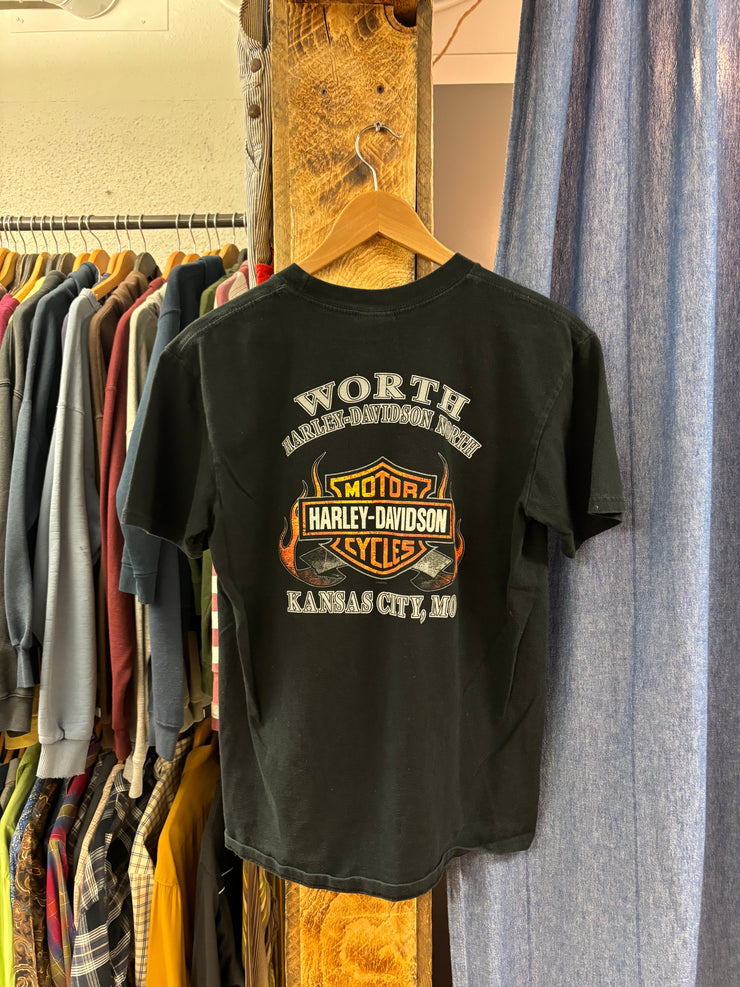 WORTH
HARLEY-DAVIDSON NORTH
MOTOR
HARLEY-DAVIDSON
CYCLES
KANSAS CITY, MO